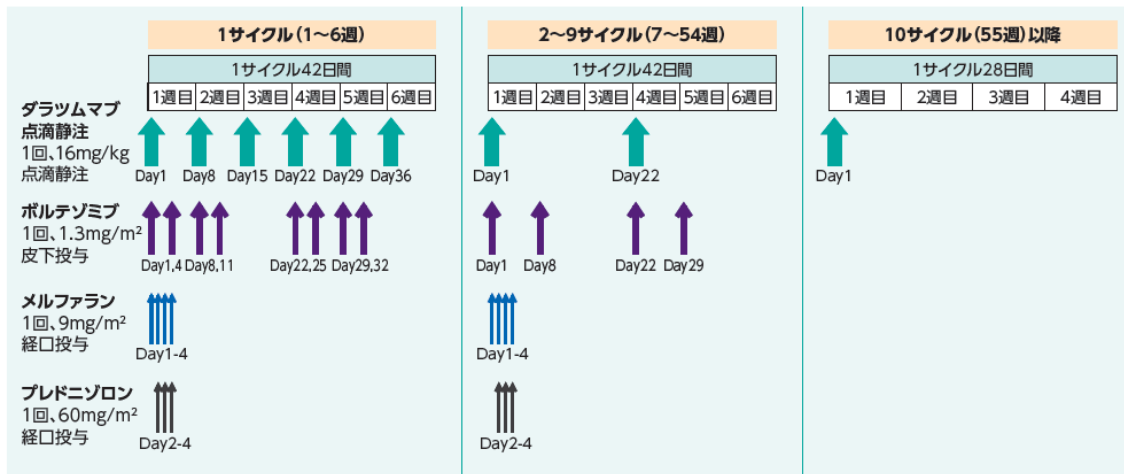 1サイクル(1〜6週)
2〜9サイクル(7〜54週)
10サイクル(55週)以降
1サイクル42日間
1サイクル42日間
1サイクル28日間
1週目 2週目 3週目 4週目 5週目 6週目
1週目 2週目 3週目 4週目 5週目 6週目
1週目 2週目 3週目 4週目
ダラツムマブ
点滴静注
1回、16mg/kg
点滴静注
Day1 Day8 Day15 Day22 Day29 Day36
Day1 Day22
Day1
ボルテゾミブ
1回、1.3mg/m²
皮下投与
Day1,4 Day8,11 Day22,25 Day29,32
Day1 Day8 Day22 Day29
メルファラン
1回、9mg/m²
経口投与
Day1-4
Day1-4
プレドニゾロン
1回、60mg/m²
経口投与
Day2-4
Day2-4